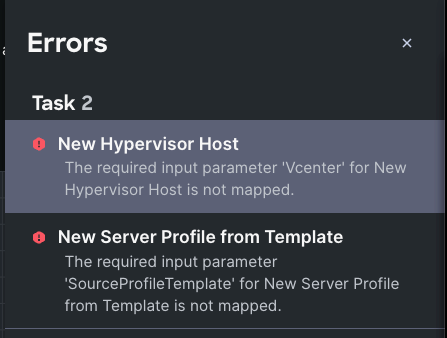 Errors
×
Task 2
New Hypervisor Host
The required input parameter 'Vcenter' for New
Hypervisor Host is not mapped.
New Server Profile from Template
The required input parameter
'SourceProfileTemplate' for New Server Profile
from Template is not mapped.